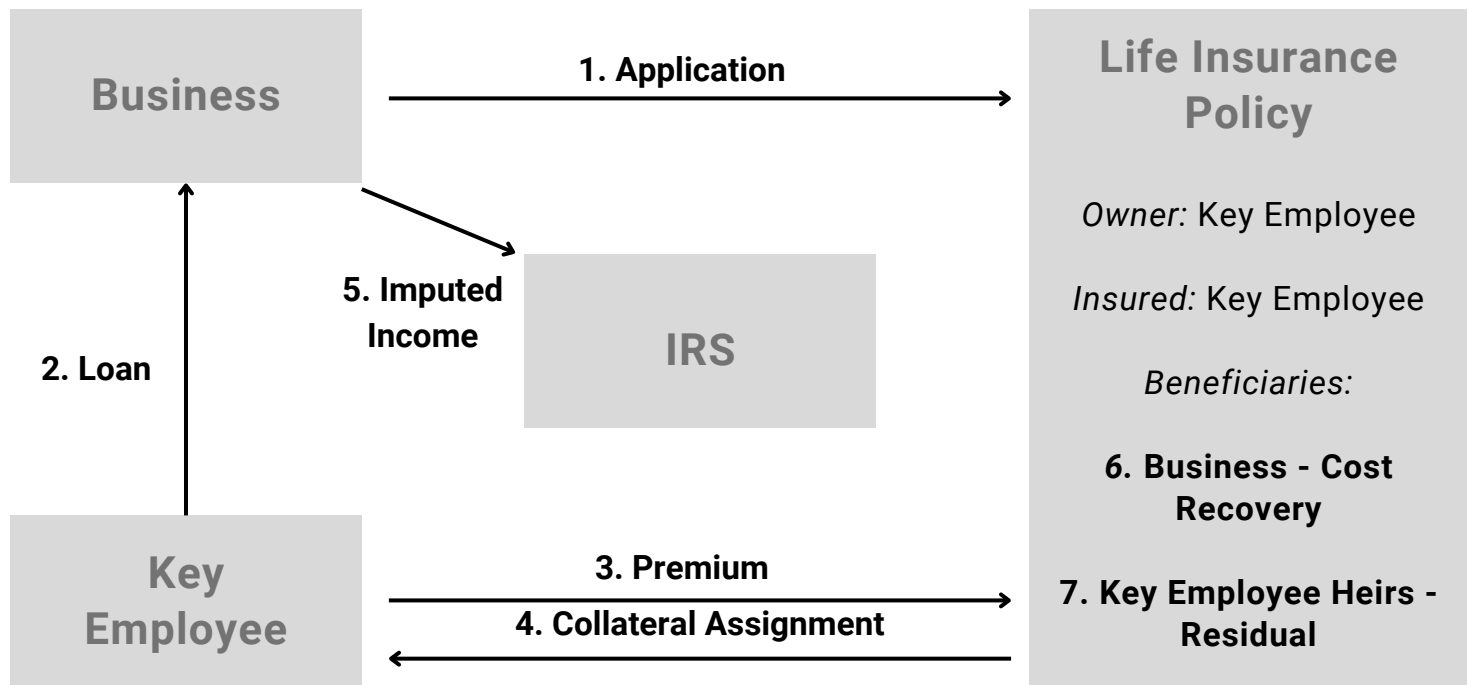 Business
1. Application
Life Insurance
Policy
Owner: Key Employee
Insured: Key Employee
Beneficiaries:
6. Business - Cost
Recovery
7. Key Employee Heirs -
Residual
5. Imputed
Income
IRS
2. Loan
Key
Employee
3. Premium
4. Collateral Assignment